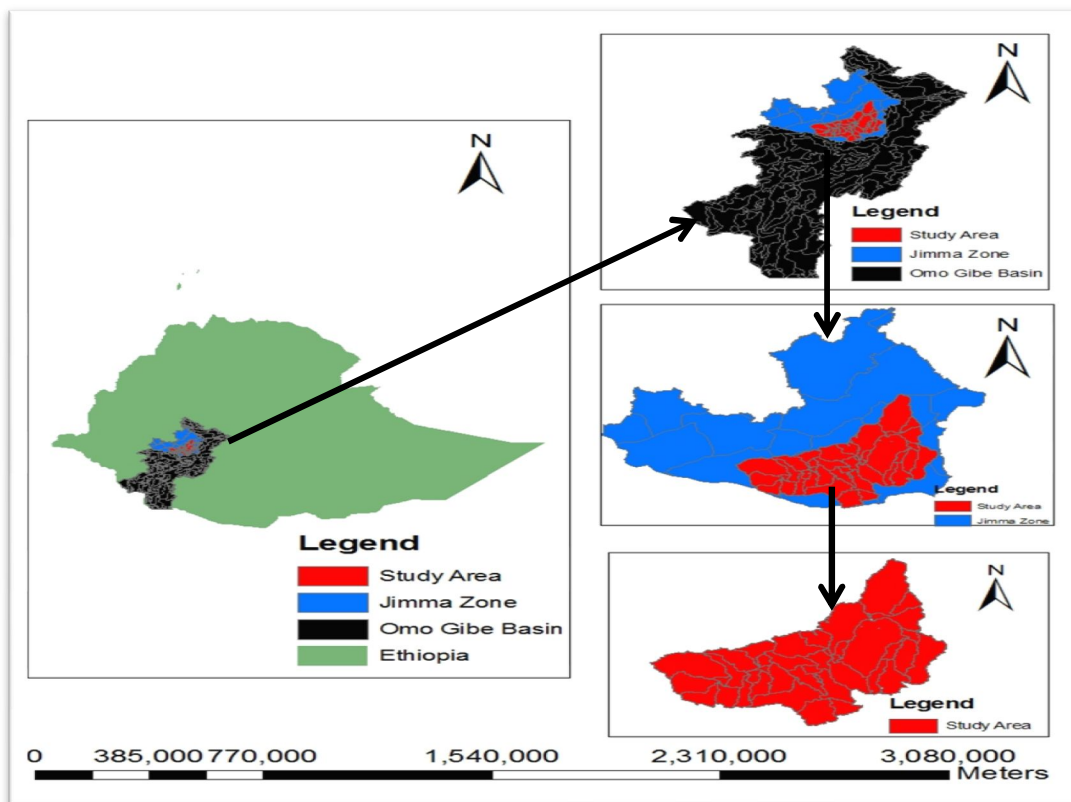 N
Legend
Study Area
Jimma Zone
Omo Gibe Basin
Ethiopia
N
Legend
Study Area
Jimma Zone
Omo Gibe Basin
N
Legend
Study Area
Jimma Zone
N
Legend
Study Area
0 385,000 770,000 1,540,000 2,310,000 3,080,000
Meters